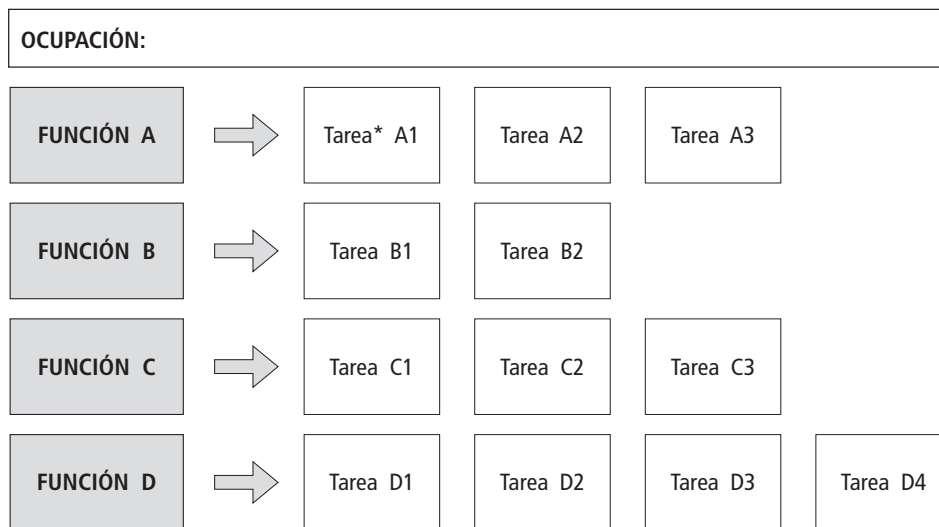 OCUPACIÓN:
FUNCIÓN A
Tarea* A1
Tarea A2
Tarea A3
FUNCIÓN B
Tarea B1
Tarea B2
FUNCIÓN C
Tarea C1
Tarea C2
Tarea C3
FUNCIÓN D
Tarea D1
Tarea D2
Tarea D3
Tarea D4